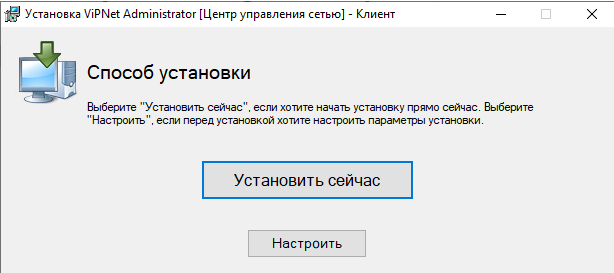 Установка ViPNet Administrator [Центр управления сетью] - Клиент
Способ установки
Выберите "Установить сейчас", если хотите начать установку прямо сейчас. Выберите
"Настроить", если перед установкой хотите настроить параметры установки.
Установить сейчас
Настроить